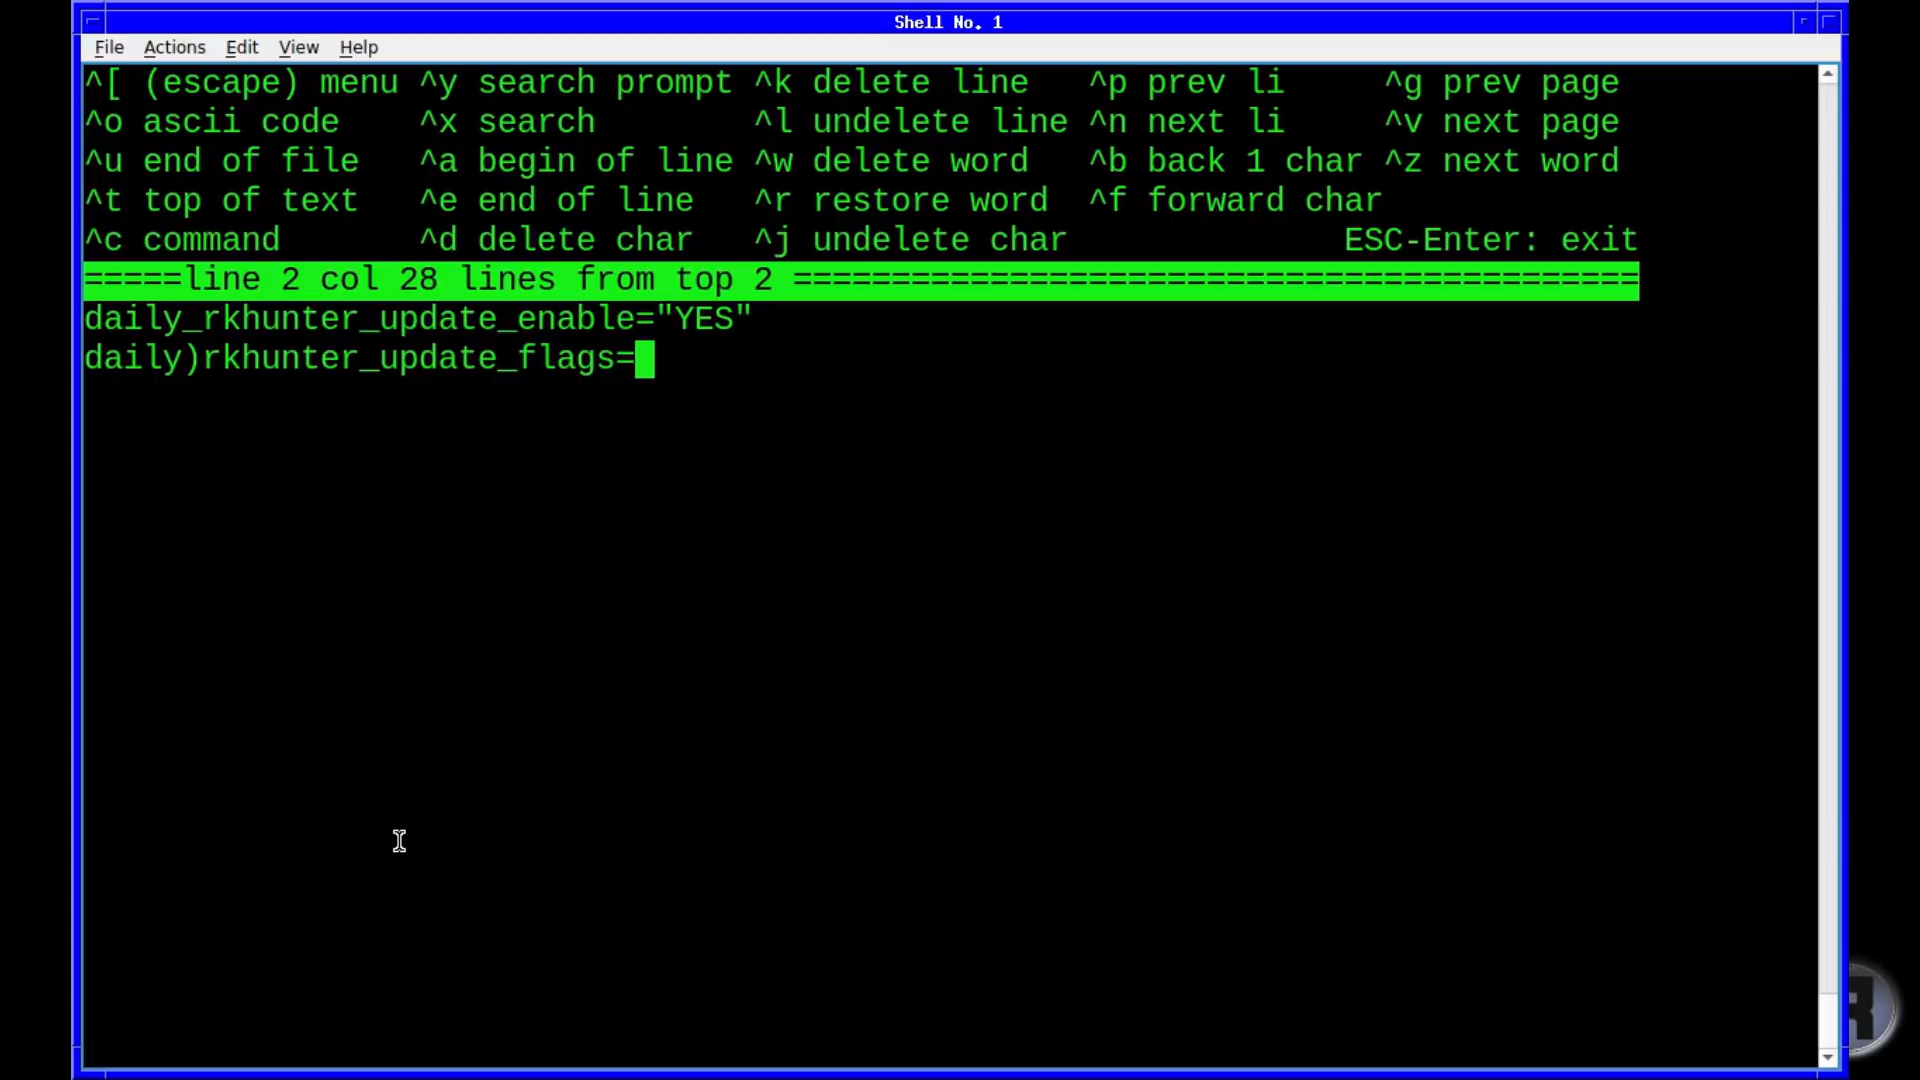 Shell No. 1
File Actions Edit View Help
^[ (escape) menu ^y search prompt ^k delete line ^p prev li ^g prev page
^o ascii code ^x search ^l undelete line ^n next li ^v next page
^u end of file ^a begin of line ^w delete word ^b back 1 char ^z next word
^t top of text ^e end of line ^r restore word ^f forward char
^c command ^d delete char ^j undelete char ESC-Enter: exit
=====line 2 col 28 lines from top 2 ===========================================
daily_rkhunter_update_enable="YES"
daily)rkhunter_update_flags=